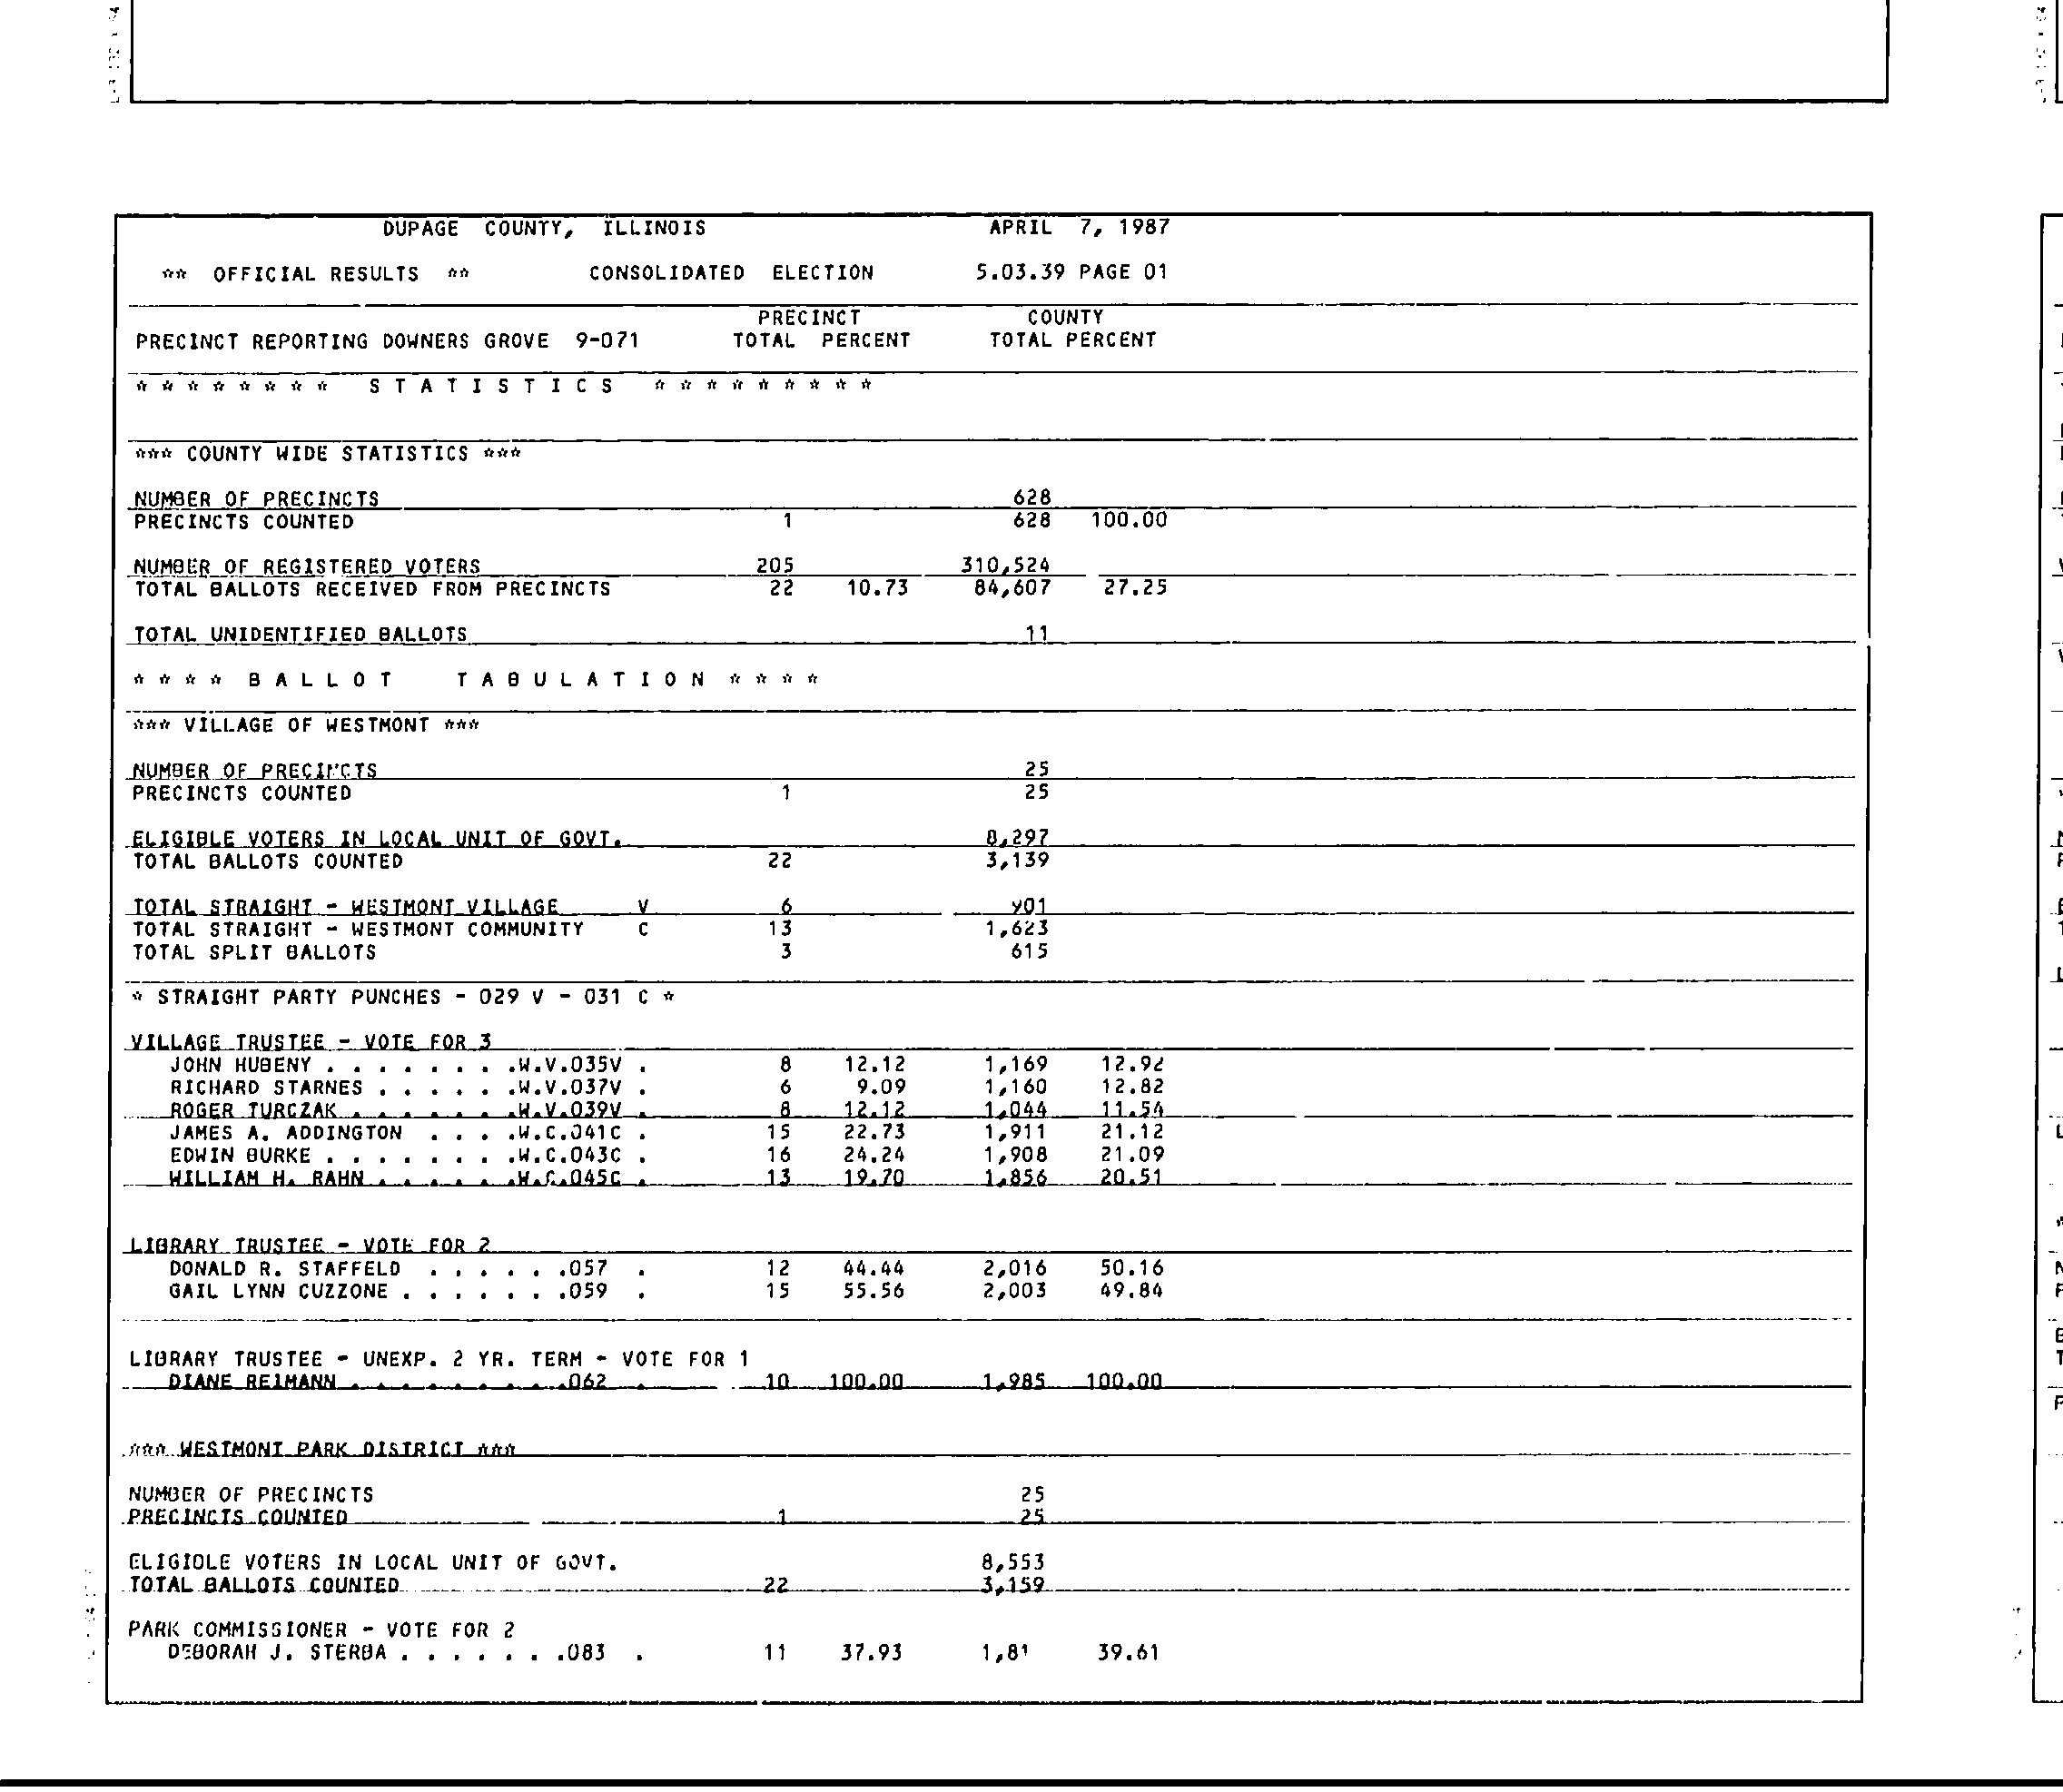 DUPAGE COUNTY, ILLINOIS APRIL 7, 1987
** OFFICIAL RESULTS ** CONSOLIDATED ELECTION 5.03.39 PAGE 01
PRECINCT COUNTY
PRECINCT REPORTING DOWNERS GROVE 9-071 TOTAL PERCENT TOTAL PERCENT
* * * * * * * * S T A T I S T I C S * * * * * * * * *
*** COUNTY WIDE STATISTICS ***
NUMBER OF PRECINCTS 628
PRECINCTS COUNTED 1 628 100.00
NUMBER OF REGISTERED VOTERS 205 310,524
TOTAL BALLOTS RECEIVED FROM PRECINCTS 22 10.73 84,607 27.25
TOTAL UNIDENTIFIED BALLOTS 11
* * * * B A L L O T T A B U L A T I O N * * * *
*** VILLAGE OF WESTMONT ***
NUMBER OF PRECINCTS 25
PRECINCTS COUNTED 1 25
ELIGIBLE VOTERS IN LOCAL UNIT OF GOVT. 8,297
TOTAL BALLOTS COUNTED 22 3,139
TOTAL STRAIGHT - WESTMONT VILLAGE V 6 901
TOTAL STRAIGHT - WESTMONT COMMUNITY C 13 1,623
TOTAL SPLIT BALLOTS 3 615
* STRAIGHT PARTY PUNCHES - 029 V - 031 C *
VILLAGE TRUSTEE - VOTE FOR 3
JOHN HUBENY . . . . . . . .W.V.035V . 8 12.12 1,169 12.92
RICHARD STARNES . . . . . .W.V.037V . 6 9.09 1,160 12.82
ROGER TURCZAK . . . . . . .W.V.039V . 8 12.12 1,044 11.54
JAMES A. ADDINGTON . . . .W.C.041C . 15 22.73 1,911 21.12
EDWIN BURKE . . . . . . . .W.C.043C . 16 24.24 1,908 21.09
WILLIAM H. RAHN . . . . . .W.C.045C . 13 19.70 1,856 20.51
LIBRARY TRUSTEE - VOTE FOR 2
DONALD R. STAFFELD . . . . . .057 . 12 44.44 2,016 50.16
GAIL LYNN CUZZONE . . . . . . .059 . 15 55.56 2,003 49.84
LIBRARY TRUSTEE - UNEXP. 2 YR. TERM - VOTE FOR 1
DIANE REIMANN . . . . . . . . .062 . 10 100.00 1,985 100.00
*** WESTMONT PARK DISTRICT ***
NUMBER OF PRECINCTS 25
PRECINCTS COUNTED 1 25
ELIGIBLE VOTERS IN LOCAL UNIT OF GOVT. 8,553
TOTAL BALLOTS COUNTED 22 3,159
PARK COMMISSIONER - VOTE FOR 2
DEBORAH J. STERBA . . . . . . .083 . 11 37.93 39.61